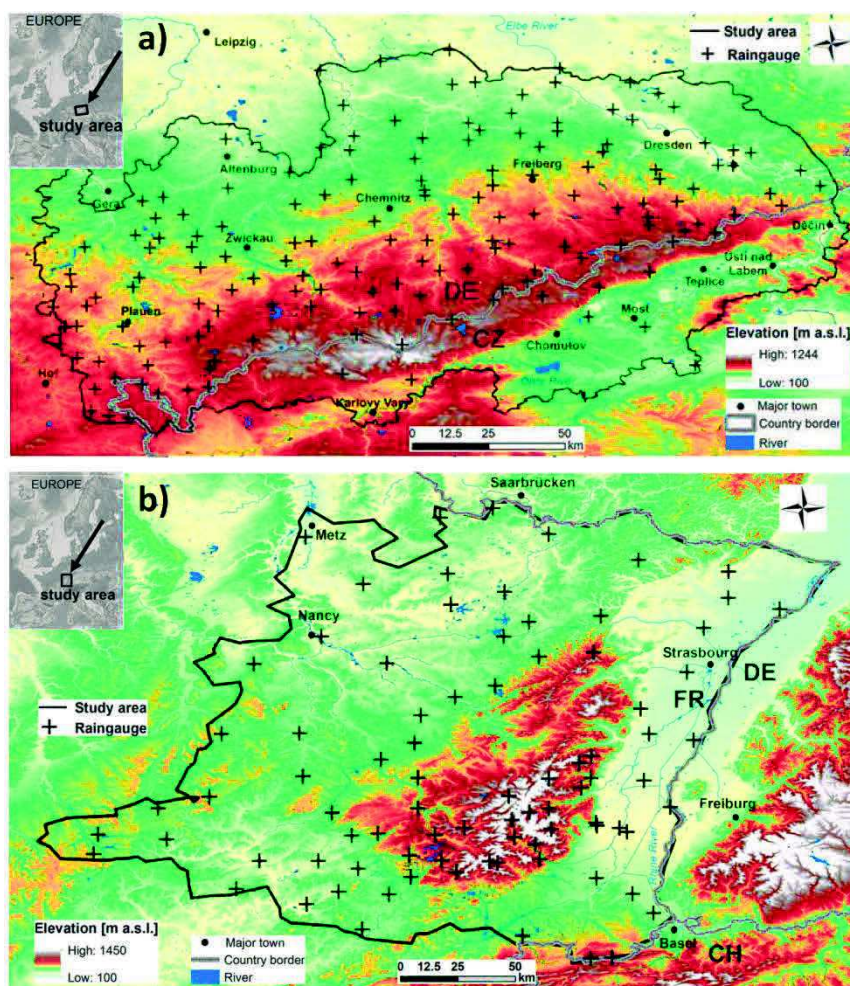 EUROPE
study area
a)
Leipzig
Elbe River
Study area
Raingauge
Altenburg
Dresden
Gera
Freiberg
Chemnitz
Zwickau
Děčín
Ústí nad
Labem
DE
Teplice
Plauen
Most
CZ
Chomutov
Hof
Karlovy Vary
Elevation [m a.s.l.]
High: 1244
Low: 100
Major town
Country border
River
0 12.5 25 50
km
EUROPE
study area
b)
Saarbrücken
Metz
Nancy
Strasbourg
DE
FR
Study area
Raingauge
Freiburg
Rhine River
Basel
CH
Elevation [m a.s.l.]
High: 1450
Low: 100
Major town
Country border
River
0 12.5 25 50
km